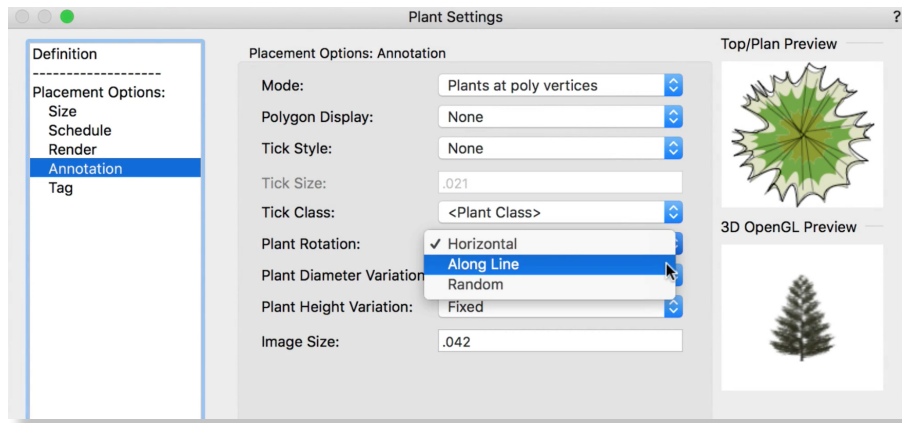 Plant Settings
?
Definition
-------------------
Placement Options:
Size
Schedule
Render
Annotation
Tag
Placement Options: Annotation
Mode: Plants at poly vertices
Polygon Display: None
Tick Style: None
Tick Size: .021
Tick Class: <Plant Class>
Plant Rotation: ✓ Horizontal
Along Line
Random
Plant Diameter Variation
Plant Height Variation: Fixed
Image Size: .042
Top/Plan Preview
3D OpenGL Preview